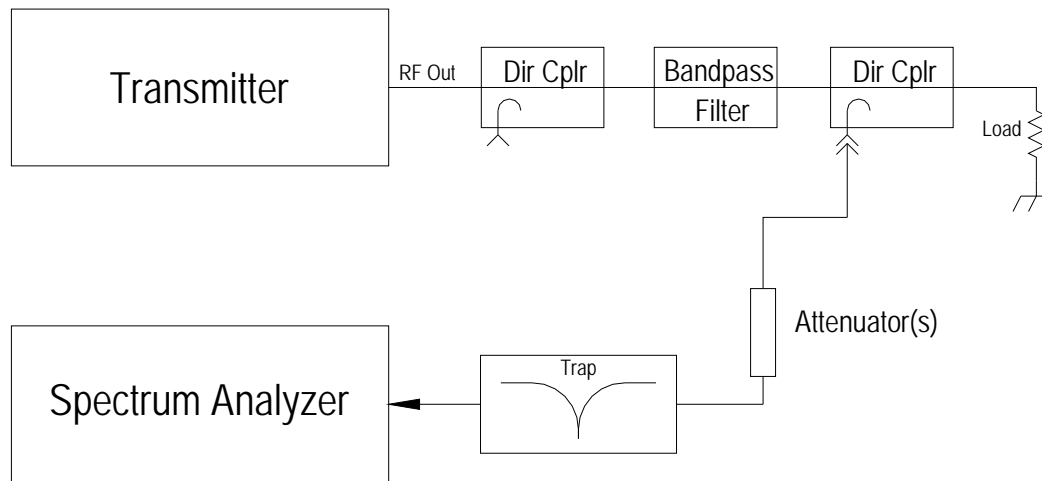 Transmitter
RF Out
Dir Cplr
Bandpass
Filter
Dir Cplr
Load
Attenuator(s)
Trap
Spectrum Analyzer